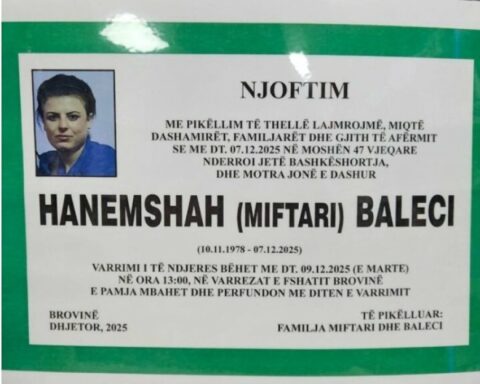 NJOFTIM
ME PIKËLLIM TË THELLË LAJMROJMË, MIQTË
DASHAMIRËT, FAMILJARËT DHE GJITH TË AFËRMIT
SE ME DT. 07.12.2025 NË MOSHËN 47 VJEQARE
NDERROI JETË BASHKËSHORTJA,
DHE MOTRA JONË E DASHUR
HANEMSHAH (MIFTARI) BALECI
(10.11.1978 - 07.12.2025)
VARRIMI I TË NDJERES BËHET ME DT. 09.12.2025 (E MARTE)
NË ORA 13:00, NË VARREZAT E FSHATIT BROVINË
E PAMJA MBAHET DHE PERFUNDON ME DITEN E VARRIMIT
BROVINË
DHJETOR, 2025
TË PIKËLLUAR:
FAMILJA MIFTARI DHE BALECI